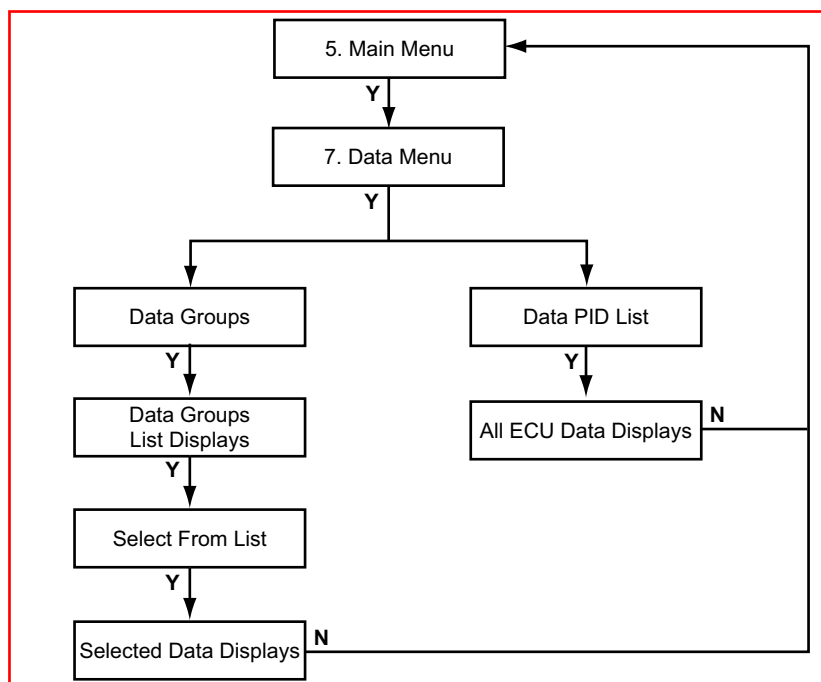 5. Main Menu
Y
7. Data Menu
Y
Data Groups
Data PID List
Y
Y
Data Groups
List Displays
All ECU Data Displays
N
Y
Select From List
Y
Selected Data Displays
N